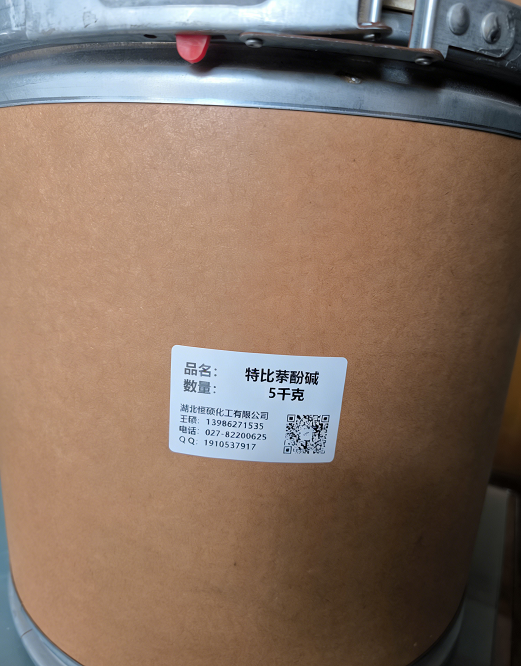 品名： 特比萘酚碱
数量： 5千克
湖北恒硕化工有限公司
王硕：13986271535
电话：027-82200625
Q Q：1910537917